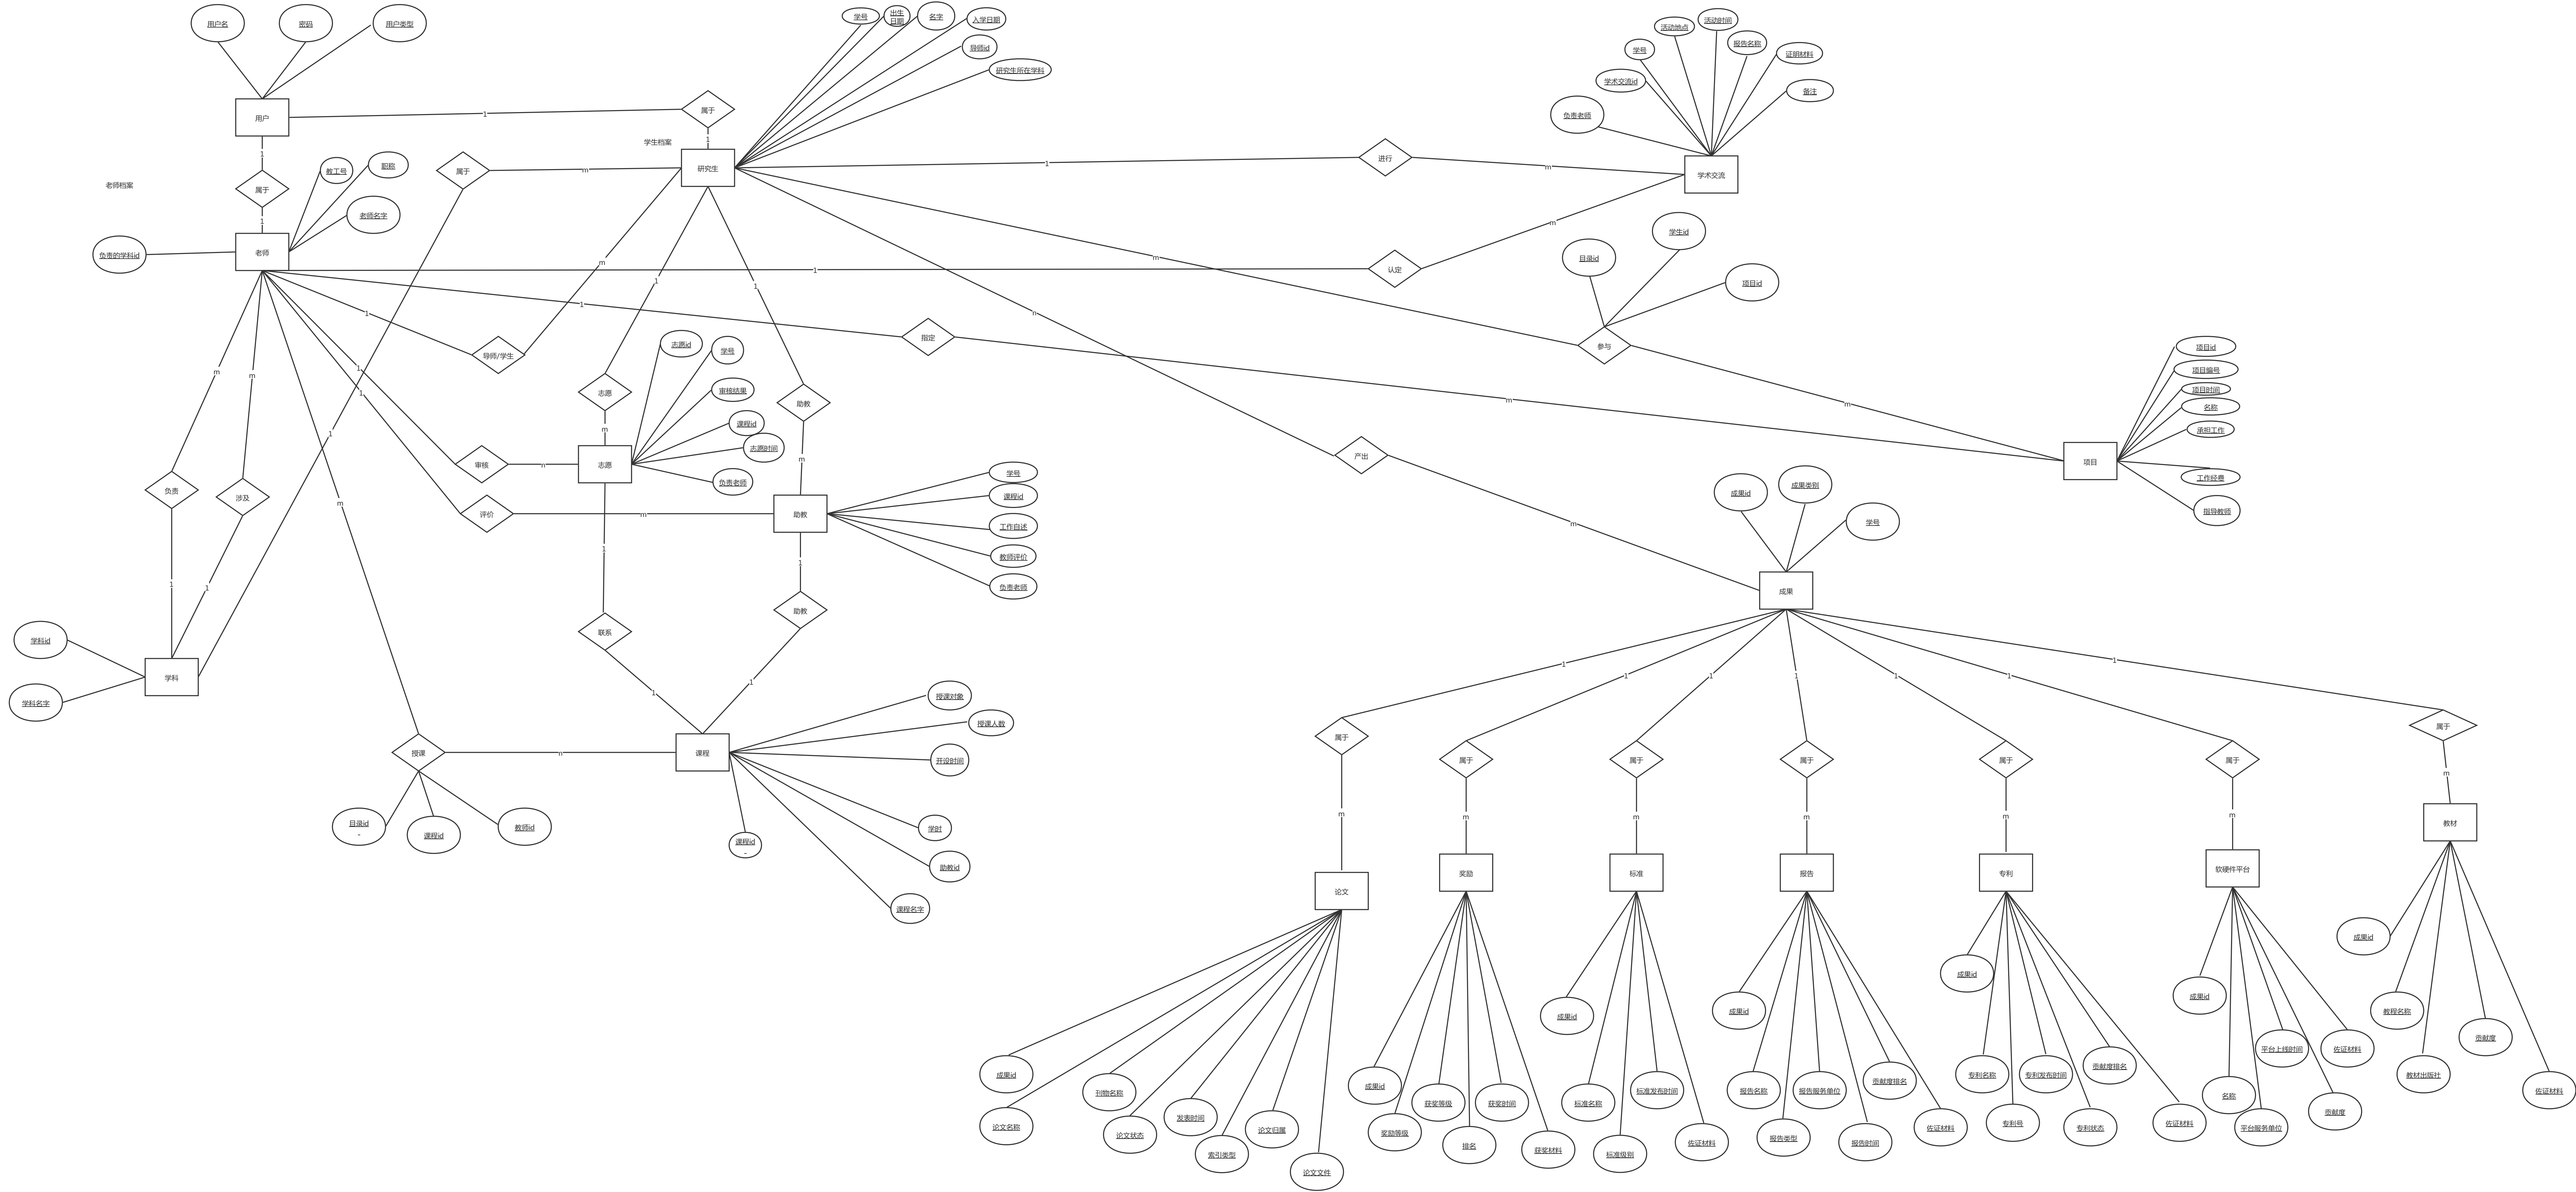 用户名
密码
用户类型
学号
出生
日期
名字
入学日期
导师id
研究生所在学科
学号
活动地点
活动时间
报告名称
证明材料
学术交流id
备注
负责老师
用户
1
属于
1
学生档案
研究生
1
进行
m
学术交流
1
属于
1
教工号
职称
老师名字
老师档案
负责的学科id
老师
属于
m
m
1
认定
m
目录id
学生id
项目id
m
参与
m
1
导师/学生
m
1
1
1
指定
m
n
产出
m
项目id
项目编号
项目时间
名称
承担工作
工作经费
指导教师
项目
志愿
m
志愿id
学号
审核结果
课程id
志愿时间
负责老师
志愿
助教
m
1
审核
n
1
评价
m
助教
学号
课程id
工作自述
教师评价
负责老师
m
负责
1
m
涉及
1
1
m
1
联系
1
1
助教
1
学科id
学科名字
学科
授课
n
课程
目录id
-
课程id
教师id
授课对象
授课人数
开设时间
学时
助教id
课程名字
课程id
-
成果id
成果类别
学号
成果
1
1
1
1
1
1
1
属于
属于
属于
属于
属于
属于
属于
m
m
m
m
m
m
m
论文
奖励
标准
报告
专利
软硬件平台
教材
成果id
论文名称
刊物名称
论文状态
发表时间
索引类型
论文归属
论文文件
成果id
奖励等级
获奖等级
排名
获奖时间
获奖材料
成果id
标准名称
标准级别
标准发布时间
佐证材料
成果id
报告名称
报告类型
报告服务单位
报告时间
贡献度排名
佐证材料
成果id
专利名称
专利号
专利发布时间
专利状态
贡献度排名
佐证材料
成果id
名称
平台服务单位
平台上线时间
贡献度
佐证材料
成果id
教程名称
教材出版社
贡献度
佐证材料